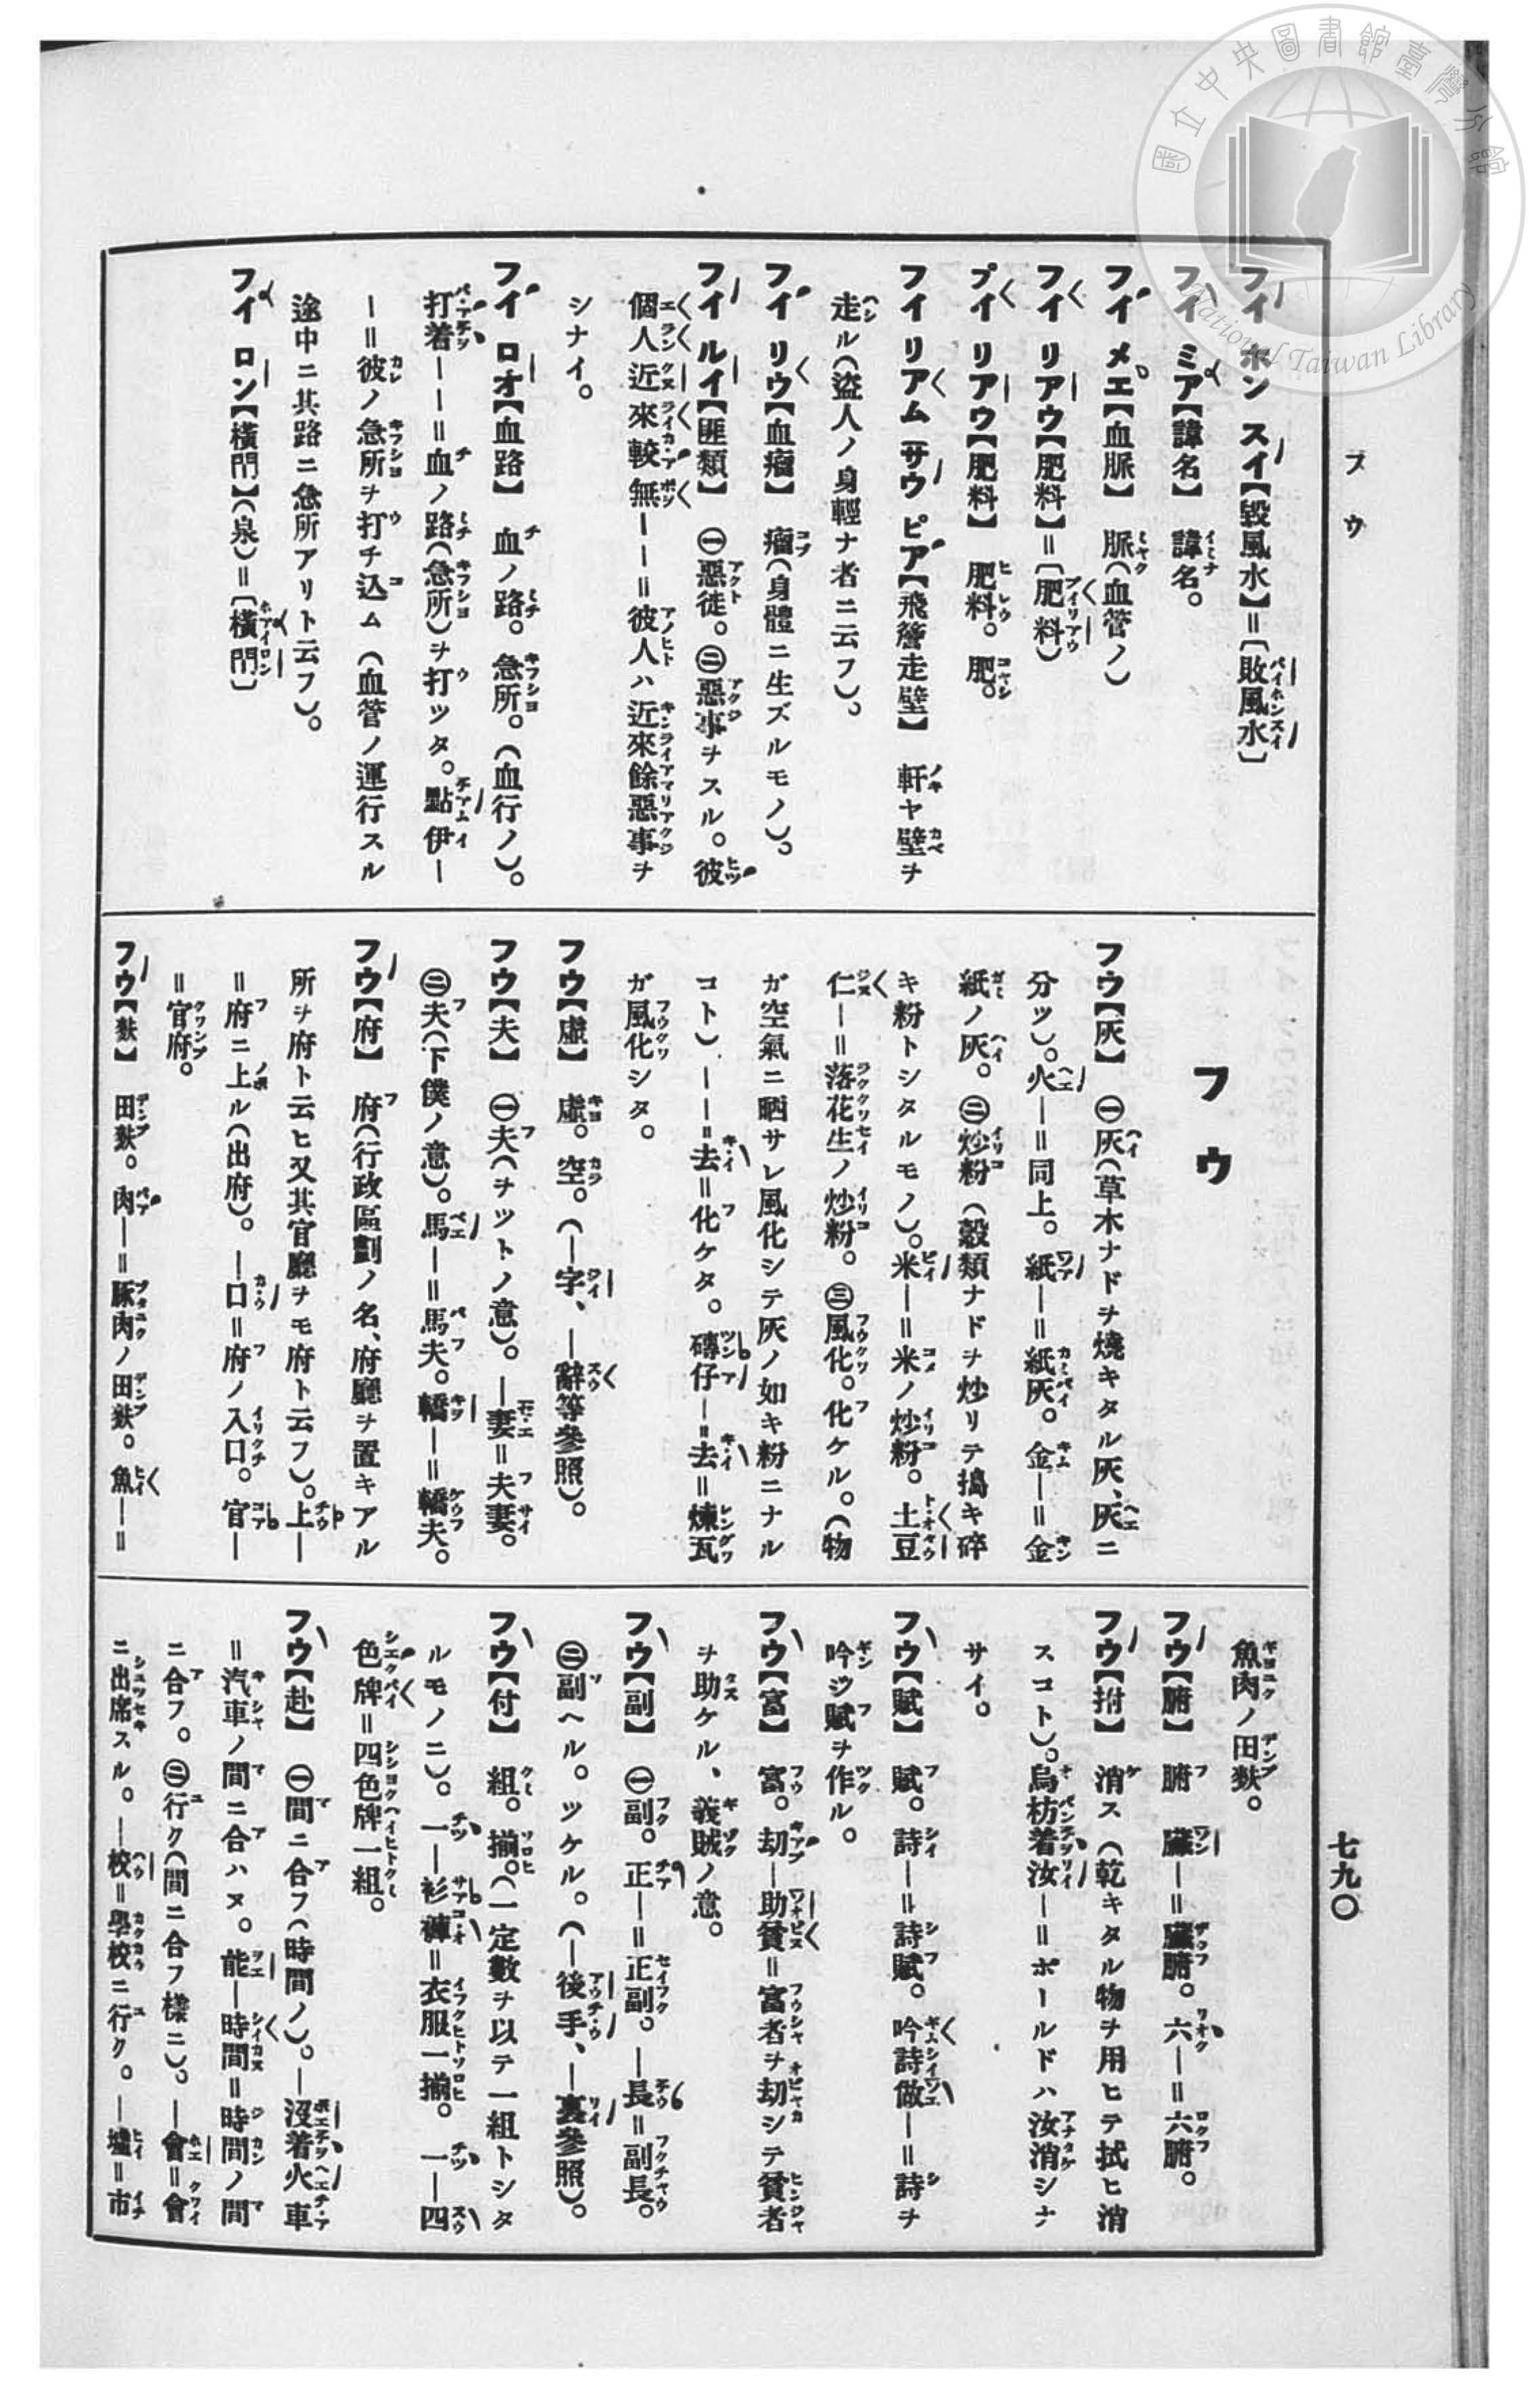 國立中央圖書館臺灣分館
National Taiwan Library
フウ
七九〇
フイ ホン スイ【毀風水】=〔敗風水〕
フイ ミア【諱名】 諱名。
フイ メエ【血脈】 脈(血管ノ)
フイ リアウ【肥料】=〔肥料〕
プイ リアウ【肥料】 肥料。肥。
フイ リアム サウ ピア【飛簷走壁】 軒ヤ壁ヲ
走ル(盜人ノ身輕ナ者ニ云フ)。
フイ リウ【血瘤】 瘤(身體ニ生ズルモノ)。
フイ ルイ【匪類】 ㊀惡徒。㊁惡事ヲスル。彼
個人近來較無——=彼人ハ近來餘惡事ヲ
シナイ。
フイ ロオ【血路】 血ノ路。急所。(血行ノ)。
打着——=血ノ路(急所)ヲ打ツタ。點伊—
—=彼ノ急所ヲ打チ込ム(血管ノ運行スル
途中ニ其路ニ急所アリト云フ)。
フイ ロン【橫門】(泉)=〔橫門〕
フウ
フウ【灰】 ㊀灰(草木ナドヲ燒キタル灰、灰ニ
分ツ)。火—=同上。紙—=紙灰。金—=金
紙ノ灰。㊁炒粉(穀類ナドヲ炒リテ搗キ碎
キ粉トシタルモノ)。米—=米ノ炒粉。土豆
仁—=落花生ノ炒粉。㊂風化。化ケル。(物
ガ空氣ニ晒サレ風化シテ灰ノ如キ粉ニナル
コト)——=去=化ケタ。磚仔—=去=煉瓦
ガ風化シタ。
フウ【虛】 虛。空。(—字、—辭等參照)。
フウ【夫】 ㊀夫(ヲツトノ意)。—妻=夫妻。
㊁夫(下僕ノ意)。馬—=馬夫。轎—=轎夫。
フウ【府】 府(行政區劃ノ名、府廳ヲ置キアル
所ヲ府ト云ヒ又其官廳ヲモ府ト云フ)。上—
=府ニ上ル(出府)。—口=府ノ入口。官—
=官府。
フウ【麩】 田麩。肉—=豚肉ノ田麩。魚—=
魚肉ノ田麩。
フウ【腑】 腑 臟—=臟腑。六—=六腑。
フウ【拊】 消ス(乾キタル物ヲ用ヒテ拭ヒ消
スコト)。烏枋着汝—=ボールドハ汝消シナ
サイ。
フウ【賦】 賦。詩—=詩賦。吟詩做—=詩ヲ
吟ジ賦ヲ作ル。
フウ【富】 富。刧—助貧=富者ヲ刧シテ貧者
ヲ助ケル、義賊ノ意。
フウ【副】 ㊀副。正—=正副。—長=副長。
㊁副ヘル。ツケル。(—後手、—裏參照)。
フウ【付】 組。揃。(一定數ヲ以テ一組トシタ
ルモノニ)。一—衫褲=衣服一揃。一—四
色牌=四色牌一組。
フウ【赴】 ㊀間ニ合フ(時間ノ)。—沒着火車
=汽車ノ間ニ合ハヌ。能—時間=時間ノ間
ニ合フ。㊁行ク(間ニ合フ樣ニ)。—會=會
ニ出席スル。—校=學校ニ行ク。—墟=市